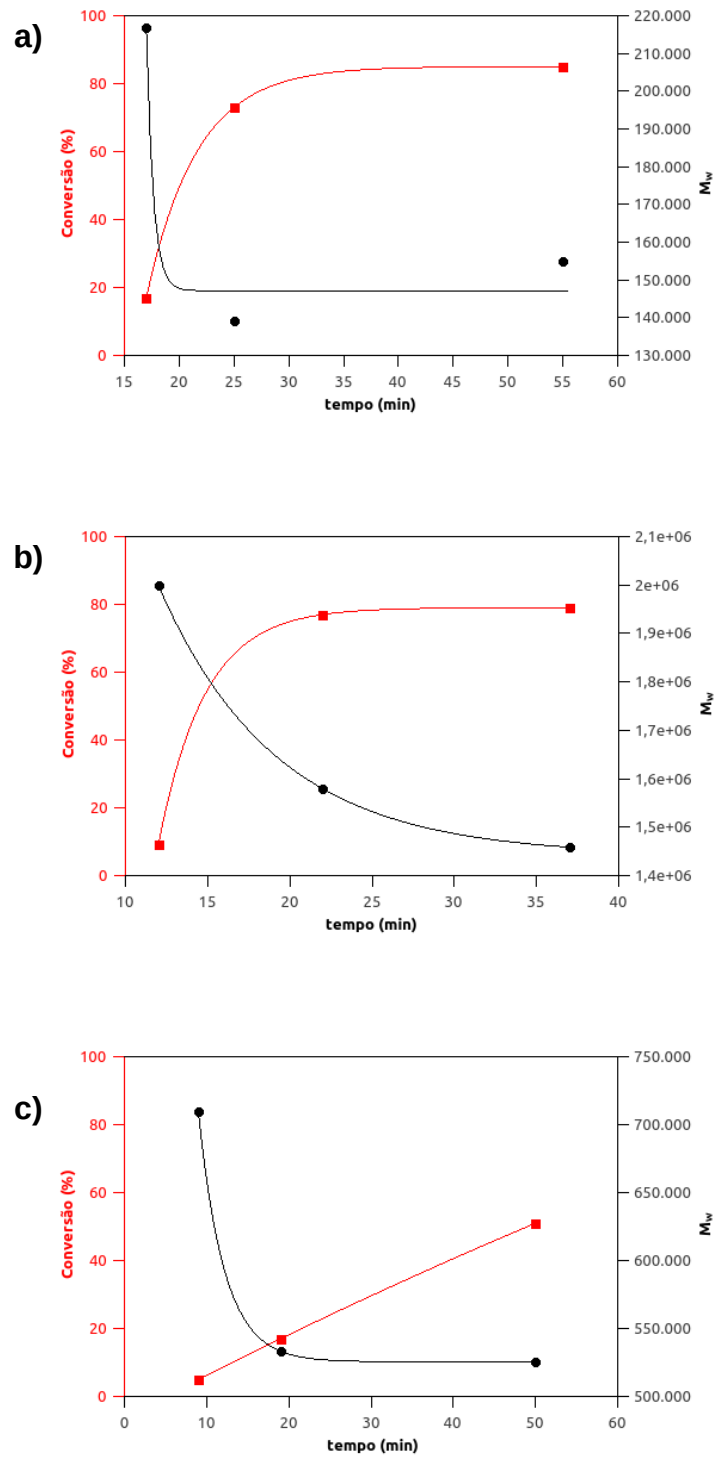 a)
Conversão (%)
100
80
60
40
20
0
220.000
210.000
200.000
190.000
180.000
170.000
160.000
150.000
140.000
130.000
Mw
15 20 25 30 35 40 45 50 55 60
tempo (min)
b)
Conversão (%)
100
80
60
40
20
0
2,1e+06
2e+06
1,9e+06
1,8e+06
1,7e+06
1,6e+06
1,5e+06
1,4e+06
Mw
10 15 20 25 30 35 40
tempo (min)
c)
Conversão (%)
100
80
60
40
20
0
750.000
700.000
650.000
600.000
550.000
500.000
Mw
0 10 20 30 40 50 60
tempo (min)